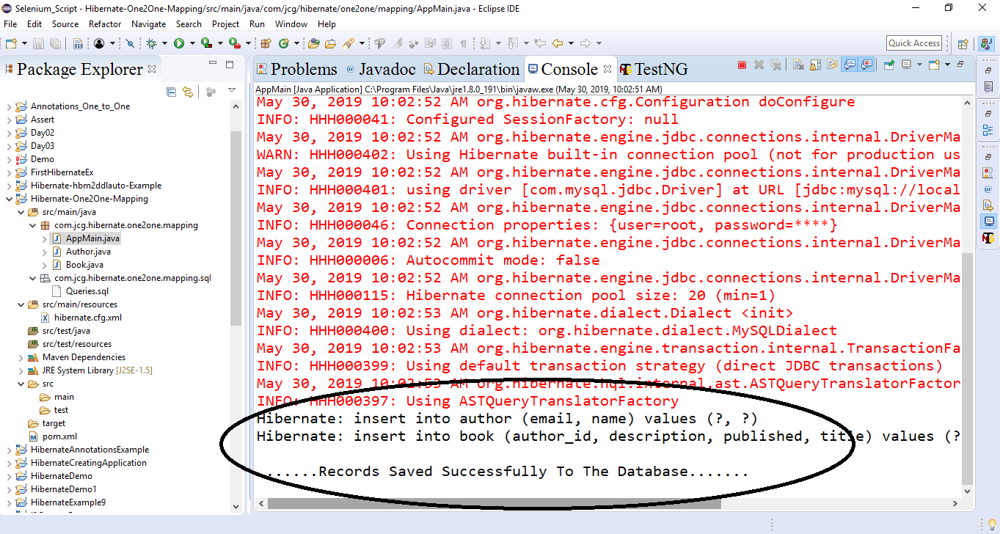 Selenium_Script - Hibernate-One2One-Mapping/src/main/java/com/jcg/hibernate/one2one/mapping/AppMain.java - Eclipse IDE
File Edit Source Refactor Navigate Search Project Run Window Help
Quick Access
Package Explorer
Annotations_One_to_One
Assert
Day02
Day03
Demo
FirstHibernateEx
Hibernate-hbm2ddlauto-Example
Hibernate-One2One-Mapping
src/main/java
com.jcg.hibernate.one2one.mapping
AppMain.java
Author.java
Book.java
com.jcg.hibernate.one2one.mapping.sql
Queries.sql
src/main/resources
hibernate.cfg.xml
src/test/java
src/test/resources
Maven Dependencies
JRE System Library [J2SE-1.5]
src
main
test
target
pom.xml
HibernateAnnotationsExample
HibernateCreatingApplication
HibernateDemo
HibernateDemo1
HibernateExample9
Problems Javadoc Declaration Console TestNG
AppMain [Java Application] C:\Program Files\Java\jre1.8.0_191\bin\javaw.exe (May 30, 2019, 10:02:51 AM)
May 30, 2019 10:02:52 AM org.hibernate.cfg.Configuration doConfigure
INFO: HHH000041: Configured SessionFactory: null
May 30, 2019 10:02:52 AM org.hibernate.engine.jdbc.connections.internal.DriverMa
WARN: HHH000402: Using Hibernate built-in connection pool (not for production us
May 30, 2019 10:02:52 AM org.hibernate.engine.jdbc.connections.internal.DriverMa
INFO: HHH000401: using driver [com.mysql.jdbc.Driver] at URL [jdbc:mysql://local
May 30, 2019 10:02:52 AM org.hibernate.engine.jdbc.connections.internal.DriverMa
INFO: HHH000046: Connection properties: {user=root, password=****}
May 30, 2019 10:02:52 AM org.hibernate.engine.jdbc.connections.internal.DriverMa
INFO: HHH000006: Autocommit mode: false
May 30, 2019 10:02:52 AM org.hibernate.engine.jdbc.connections.internal.DriverMa
INFO: HHH000115: Hibernate connection pool size: 20 (min=1)
May 30, 2019 10:02:53 AM org.hibernate.dialect.Dialect <init>
INFO: HHH000400: Using dialect: org.hibernate.dialect.MySQLDialect
May 30, 2019 10:02:53 AM org.hibernate.engine.transaction.internal.TransactionFa
INFO: HHH000399: Using default transaction strategy (direct JDBC transactions)
May 30, 2019 10:02:53 AM org.hibernate.hql.internal.ast.ASTQueryTranslatorFactor
INFO: HHH000397: Using ASTQueryTranslatorFactory
Hibernate: insert into author (email, name) values (?, ?)
Hibernate: insert into book (author_id, description, published, title) values (?
.......Records Saved Successfully To The Database.......